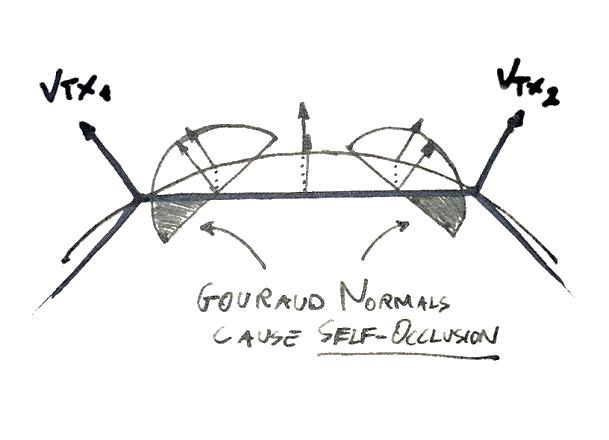 VTX1
VTX2
GOURAUD NORMALS
CAUSE SELF-OCCLUSION